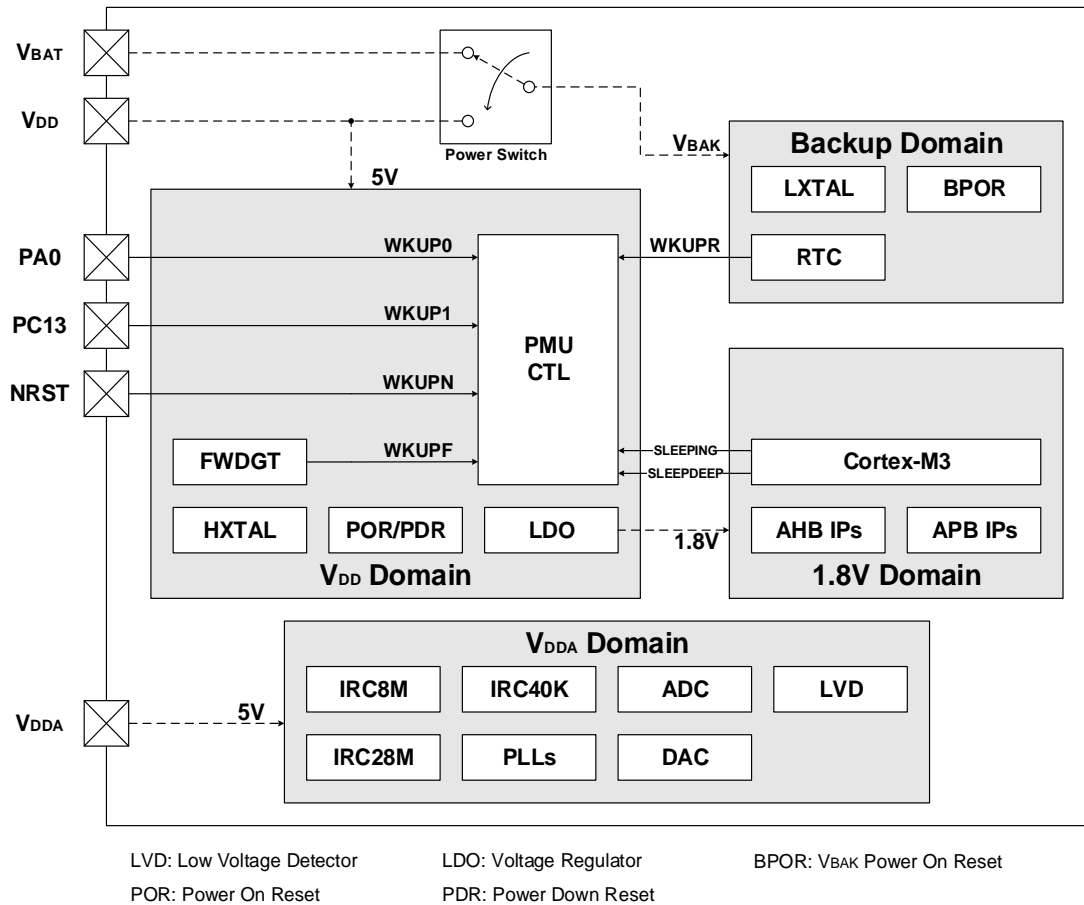 VBAT
VDD
Power Switch
VBAK
5V
Backup Domain
LXTAL
BPOR
RTC
WKUPR
PA0
WKUP0
PC13
WKUP1
NRST
WKUPN
PMU
CTL
FWDGT
WKUPF
SLEEPING
SLEEPDEEP
Cortex-M3
HXTAL
POR/PDR
LDO
1.8V
AHB IPs
APB IPs
VDD Domain
1.8V Domain
VDDA Domain
IRC8M
IRC40K
ADC
LVD
VDDA
5V
IRC28M
PLLs
DAC
LVD: Low Voltage Detector
LDO: Voltage Regulator
BPOR: VBAK Power On Reset
POR: Power On Reset
PDR: Power Down Reset